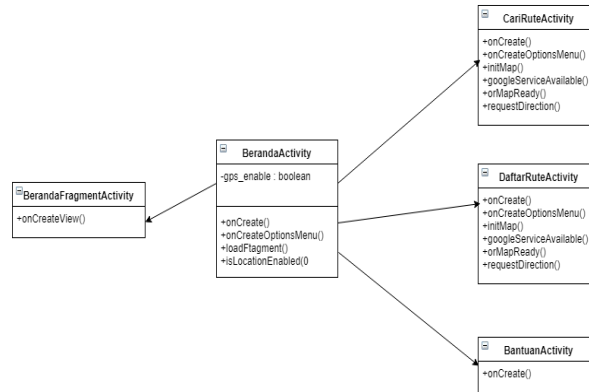 CariRuteActivity
+onCreate()
+onCreateOptionsMenu()
+initMap()
+googleServiceAvailable()
+orMapReady()
+requestDirection()
BerandaActivity
-gps_enable : boolean
+onCreate()
+onCreateOptionsMenu()
+loadFtagment()
+isLocationEnabled(0
BerandaFragmentActivity
+onCreateView()
DaftarRuteActivity
+onCreate()
+onCreateOptionsMenu()
+initMap()
+googleServiceAvailable()
+orMapReady()
+requestDirection()
BantuanActivity
+onCreate()